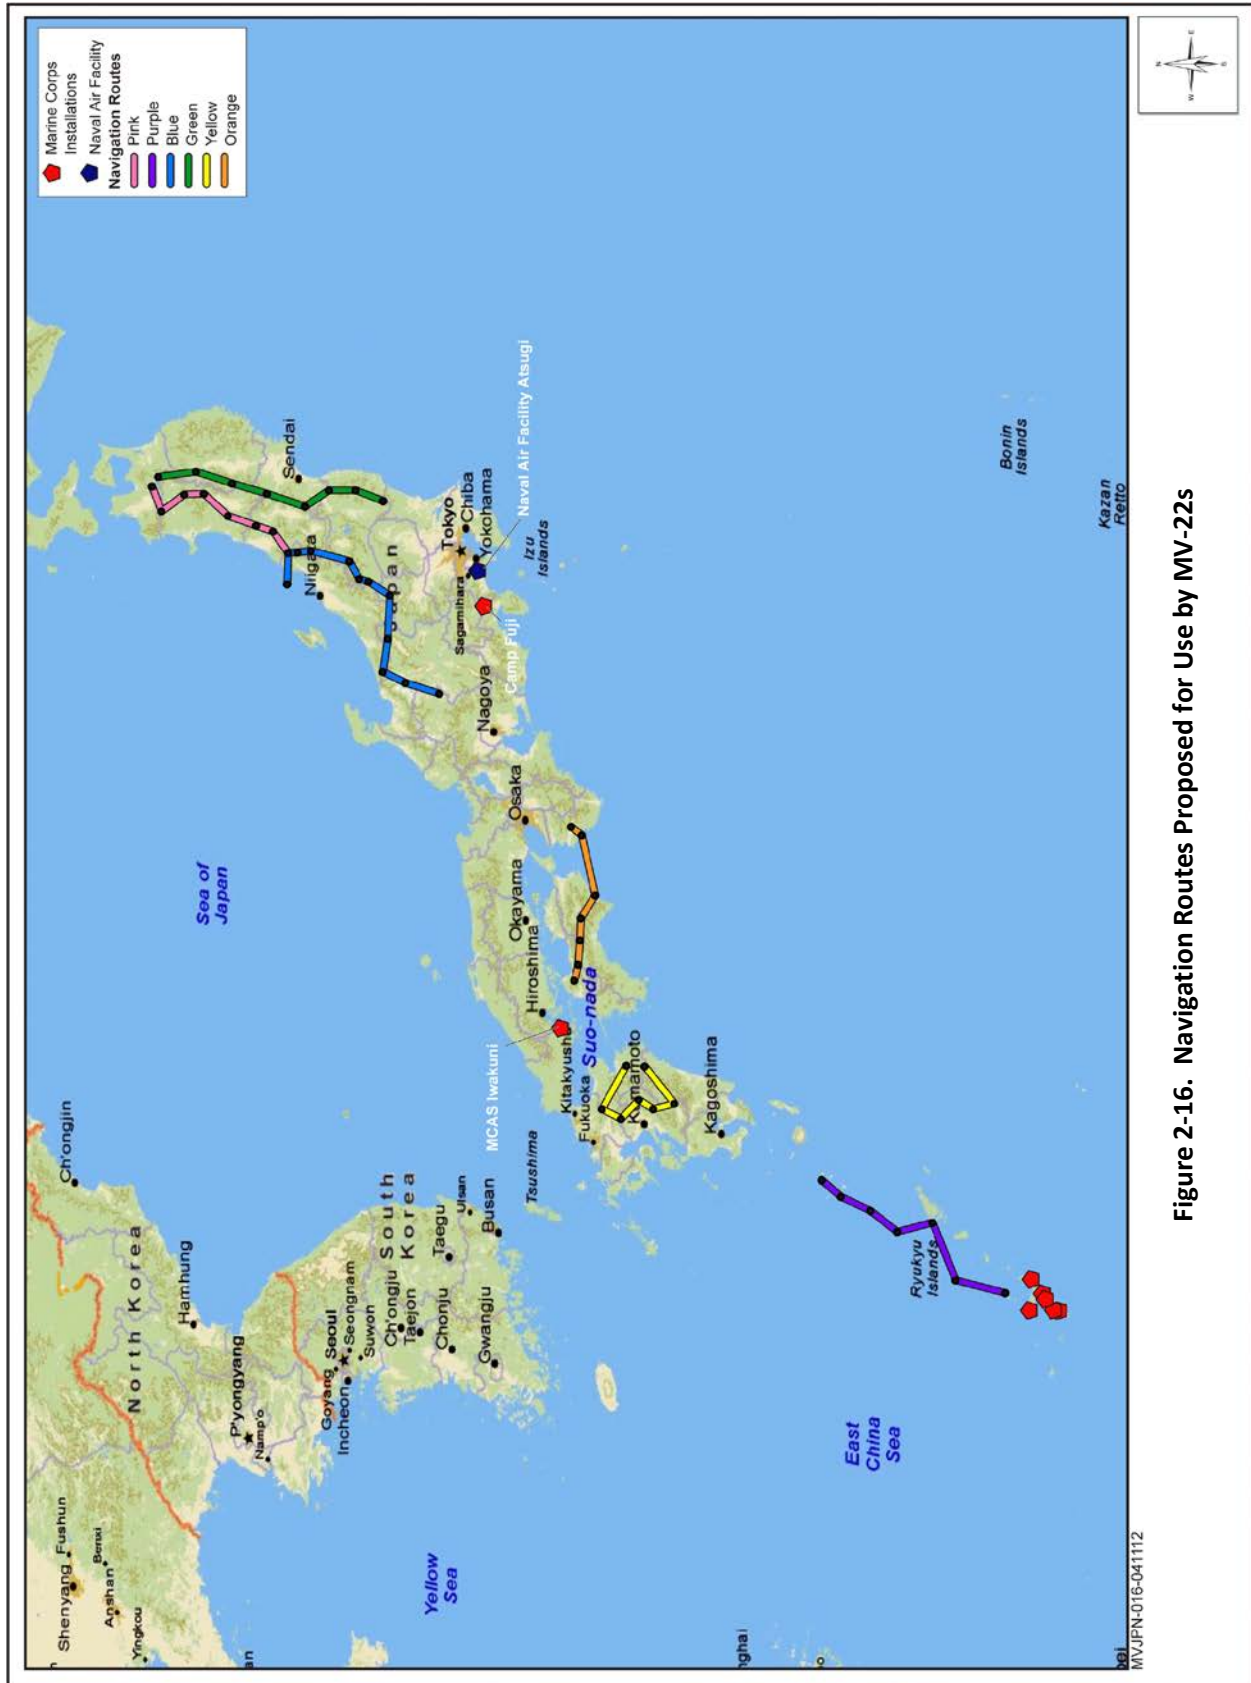 Marine Corps
Installations
Naval Air Facility
Navigation Routes
Pink
Purple
Blue
Green
Yellow
Orange
N
W
E
S
Shenyang
Fushun
Anshan
Benxi
Yingkou
Ch'ongjin
North Korea
Hamhung
P'yongyang
Namp'o
Goyang
Seoul
Incheon
Seongnam
Suwon
Ch'ongju
South
Korea
Taejon
Chonju
Taegu
Gwangju
Ulsan
Busan
Yellow
Sea
Sea of
Japan
Tsushima
MCAS Iwakuni
Kitakyushu
Fukuoka
Suo-nada
Hiroshima
Okayama
Osaka
Kumamoto
Kagoshima
Nagoya
Camp Fuji
Sagamihara
Tokyo
Chiba
Yokohama
Naval Air Facility Atsugi
Izu
Islands
Japan
Niigata
Sendai
East
China
Sea
Ryukyu
Islands
Bonin
Islands
Kazan
Retto
an
nghai
oo
MVJPN-016-041112
Figure 2-16. Navigation Routes Proposed for Use by MV-22s